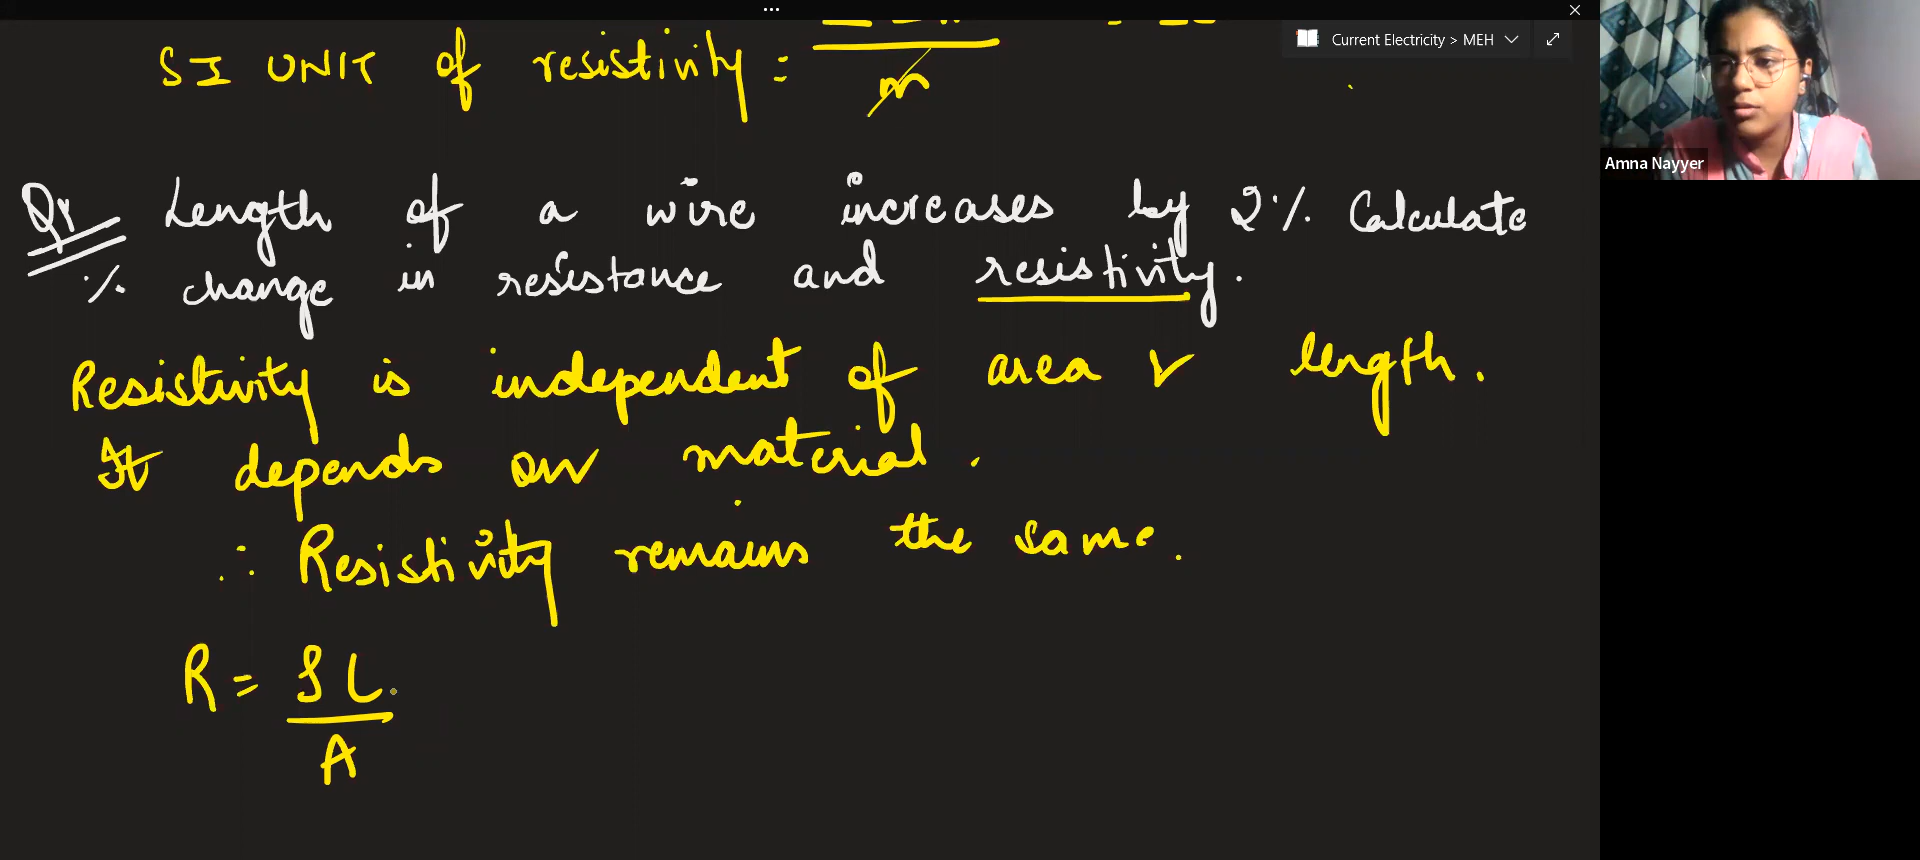 Current Electricity > MEH
SI UNIT of resistivity =
m
Amna Nayyer
Qr Length of a wire increases by 2% Calculate
% change in resistance and resistivity.
Resistivity is independent of area & length.
It depends on material.
∴ Resistivity remains the same.
R = ρL
A